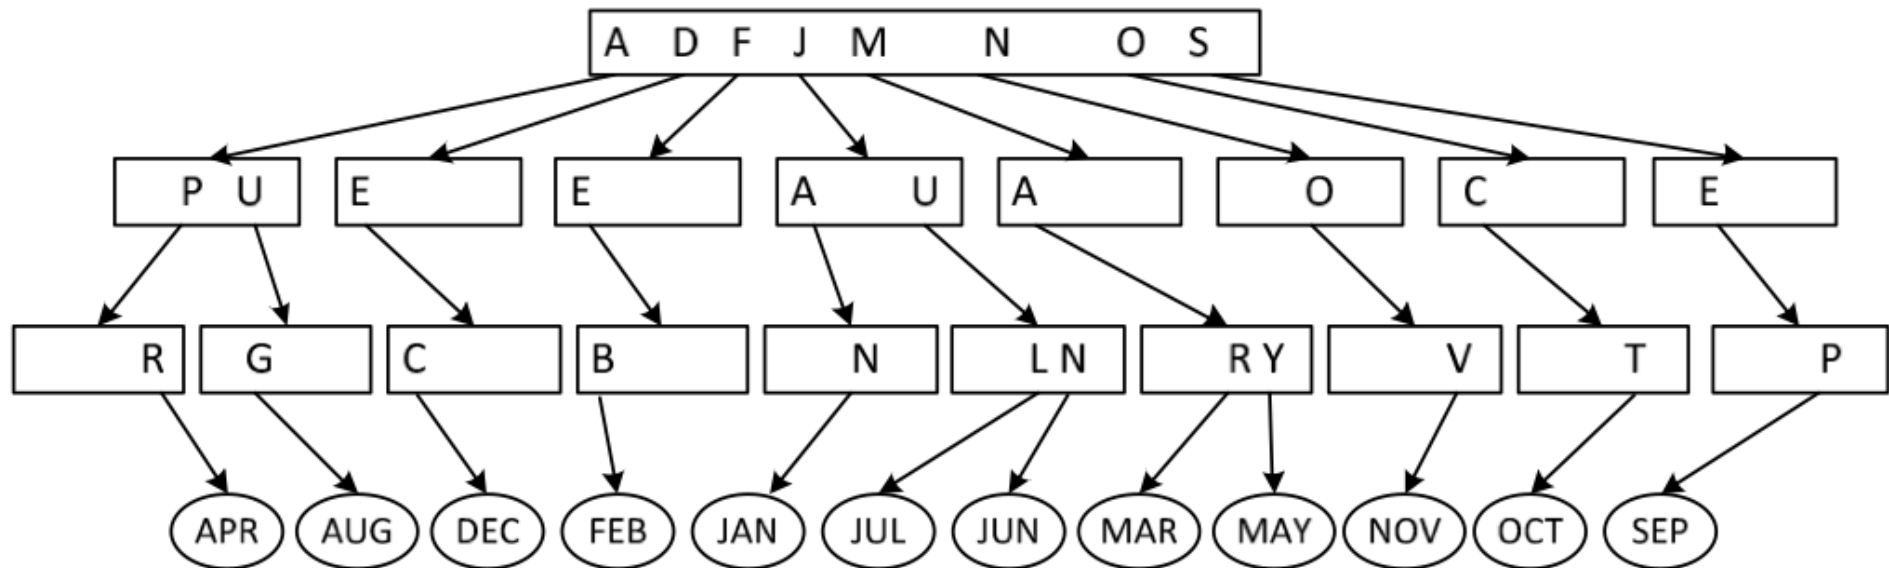 A D F J M N O S
P U E E A U A O C E
R G C B N L N R Y V T P
APR AUG DEC FEB JAN JUL JUN MAR MAY NOV OCT SEP